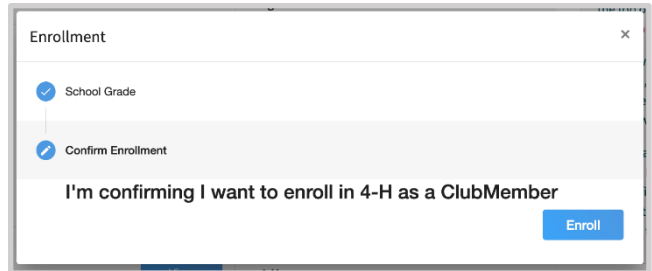 Enrollment
School Grade
Confirm Enrollment
I'm confirming I want to enroll in 4-H as a ClubMember
Enroll